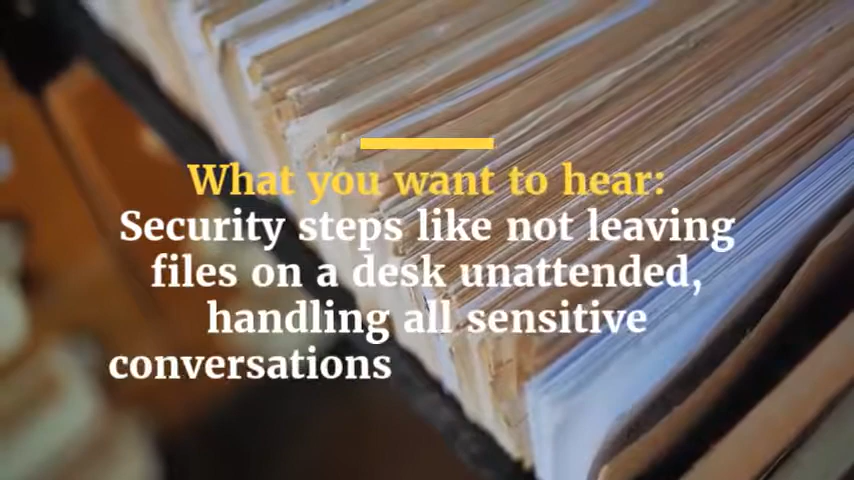 What you want to hear:
Security steps like not leaving
files on a desk unattended,
handling all sensitive
conversations